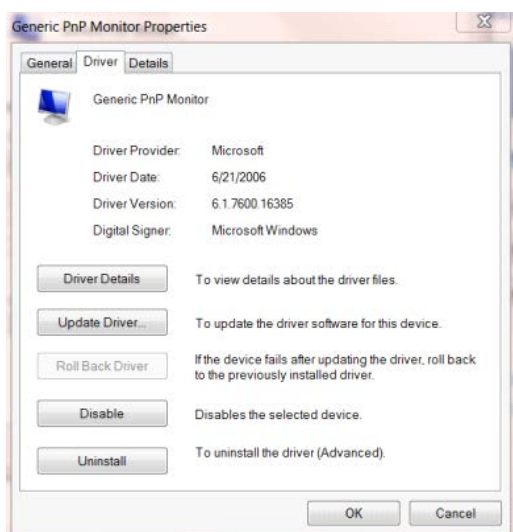 Generic PnP Monitor Properties
General Driver Details
Generic PnP Monitor
Driver Provider: Microsoft
Driver Date: 6/21/2006
Driver Version: 6.1.7600.16385
Digital Signer: Microsoft Windows
Driver Details To view details about the driver files.
Update Driver... To update the driver software for this device.
Roll Back Driver If the device fails after updating the driver, roll back
to the previously installed driver.
Disable Disables the selected device.
Uninstall To uninstall the driver (Advanced).
OK Cancel